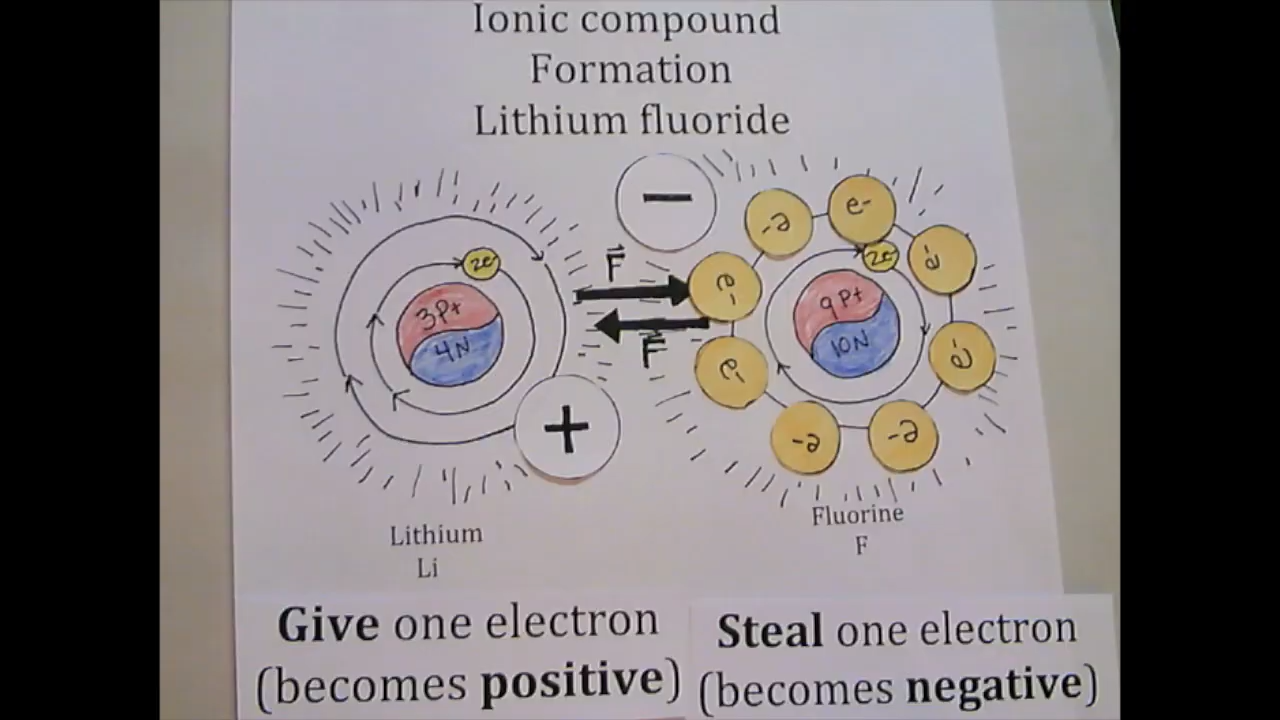 Ionic compound
Formation
Lithium fluoride
−
e-
e-
e-
2e-
2e-
F
e-
9P+
3P+
10N
4N
e-
F
e-
+
e-
e-
Fluorine
F
Lithium
Li
Give one electron
(becomes positive)
Steal one electron
(becomes negative)